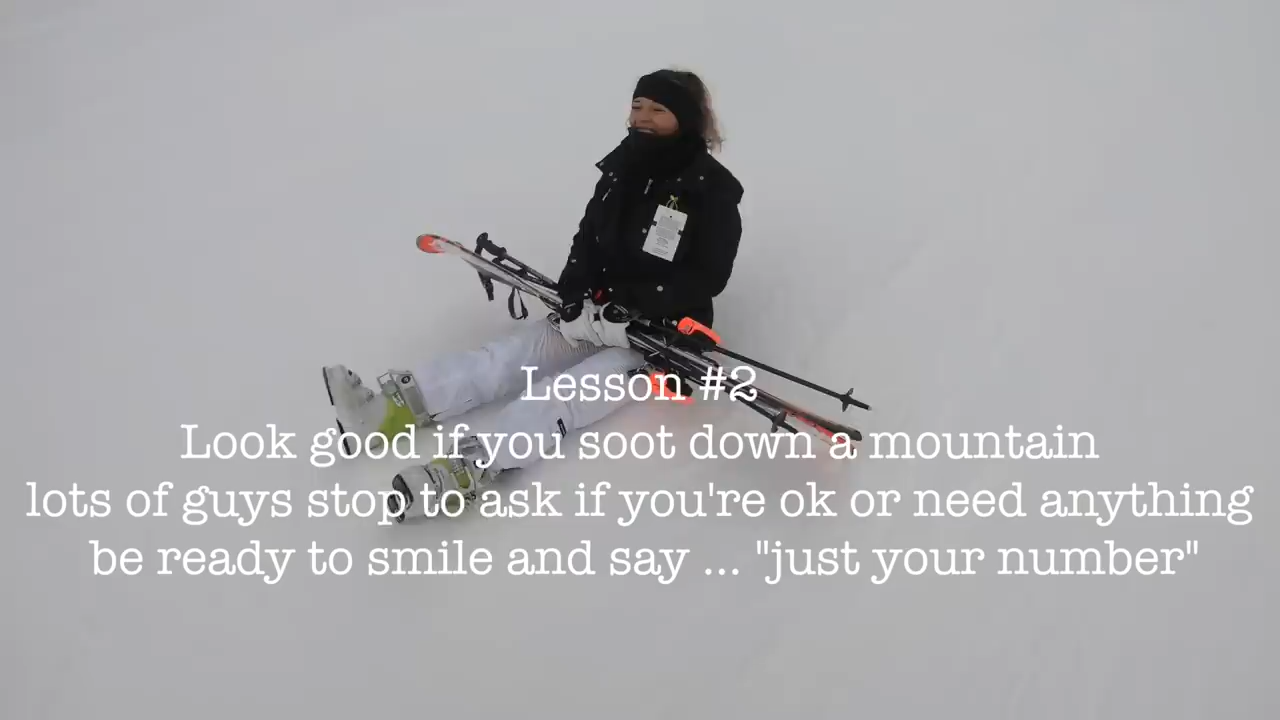 Lesson #2
Look good if you soot down a mountain
lots of guys stop to ask if you're ok or need anything
be ready to smile and say ... "just your number"